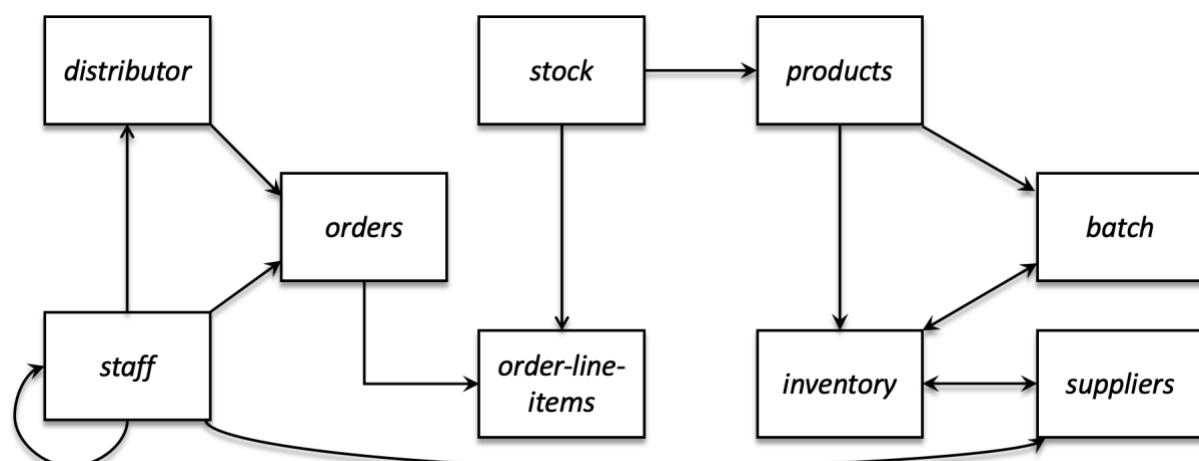 distributor
stock
products
orders
batch
staff
order-line-
items
inventory
suppliers